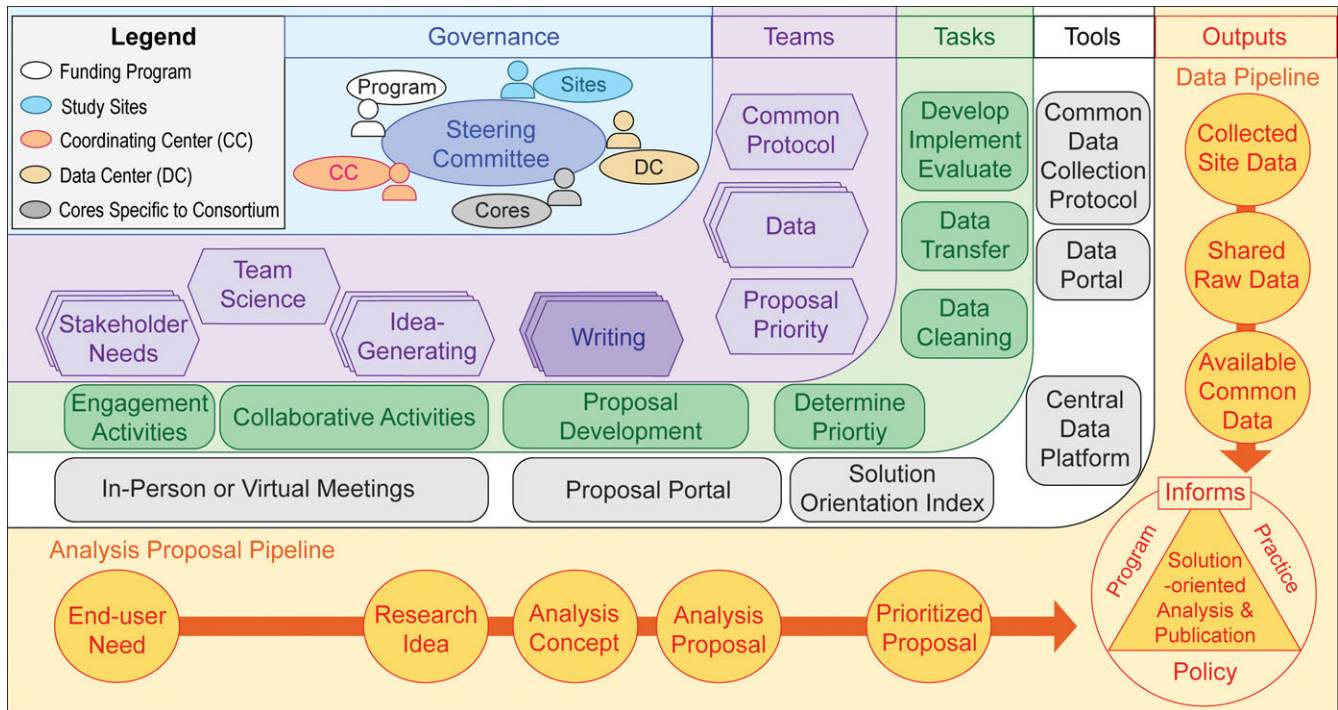 Legend
Funding Program
Study Sites
Coordinating Center (CC)
Data Center (DC)
Cores Specific to Consortium
Governance
Teams
Tasks
Tools
Outputs
Program
Sites
Steering
Committee
CC
DC
Cores
Common
Protocol
Data
Proposal
Priority
Team
Science
Stakeholder
Needs
Idea-
Generating
Writing
Develop
Implement
Evaluate
Data
Transfer
Data
Cleaning
Engagement
Activities
Collaborative Activities
Proposal
Development
Determine
Priortiy
Common
Data
Collection
Protocol
Data
Portal
Central
Data
Platform
In-Person or Virtual Meetings
Proposal Portal
Solution
Orientation Index
Data Pipeline
Collected
Site Data
Shared
Raw Data
Available
Common
Data
Analysis Proposal Pipeline
End-user
Need
Research
Idea
Analysis
Concept
Analysis
Proposal
Prioritized
Proposal
Informs
Program
Practice
Solution
-oriented
Analysis &
Publication
Policy